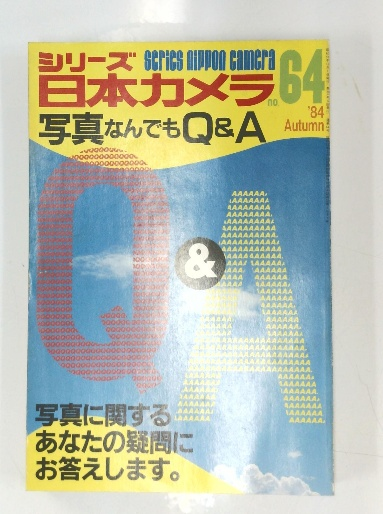 シリーズ series nippon camera
日本カメラ no. 64
'84
Autumn
写真なんでもQ&A
Q & A
写真に関する
あなたの疑問に
お答えします。